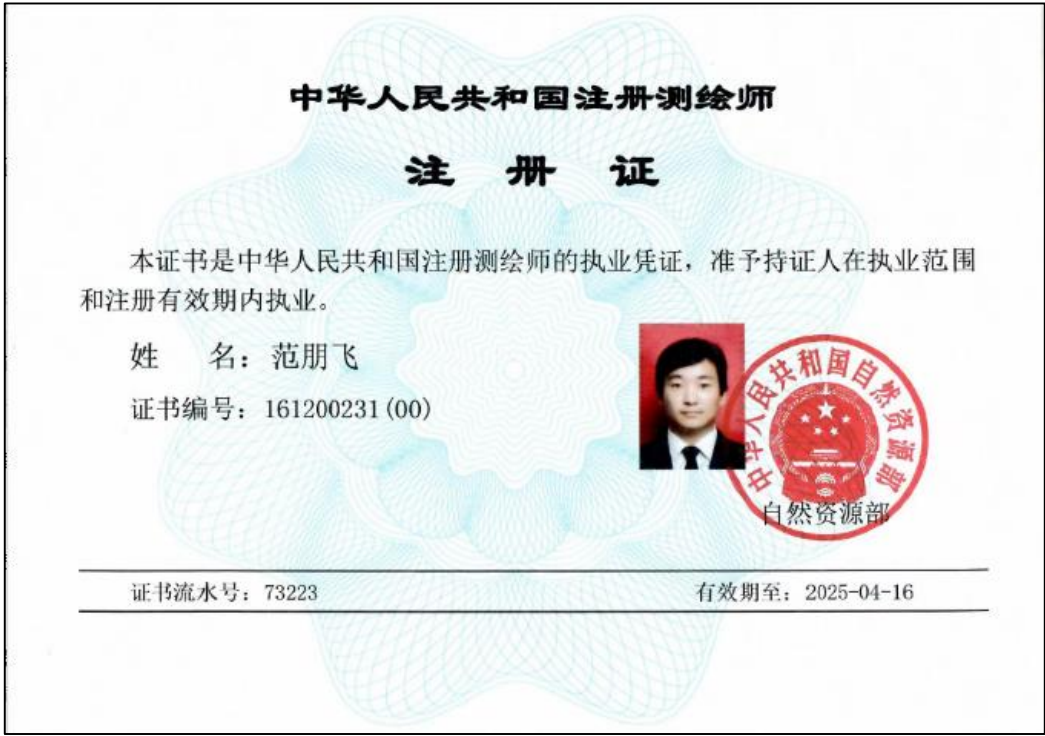 中华人民共和国注册测绘师
注 册 证
本证书是中华人民共和国注册测绘师的执业凭证，准予持证人在执业范围
和注册有效期内执业。
姓 名：范朋飞
证书编号：161200231(00)
中华人民共和国自然资源部
自然资源部
证书流水号：73223 有效期至：2025-04-16